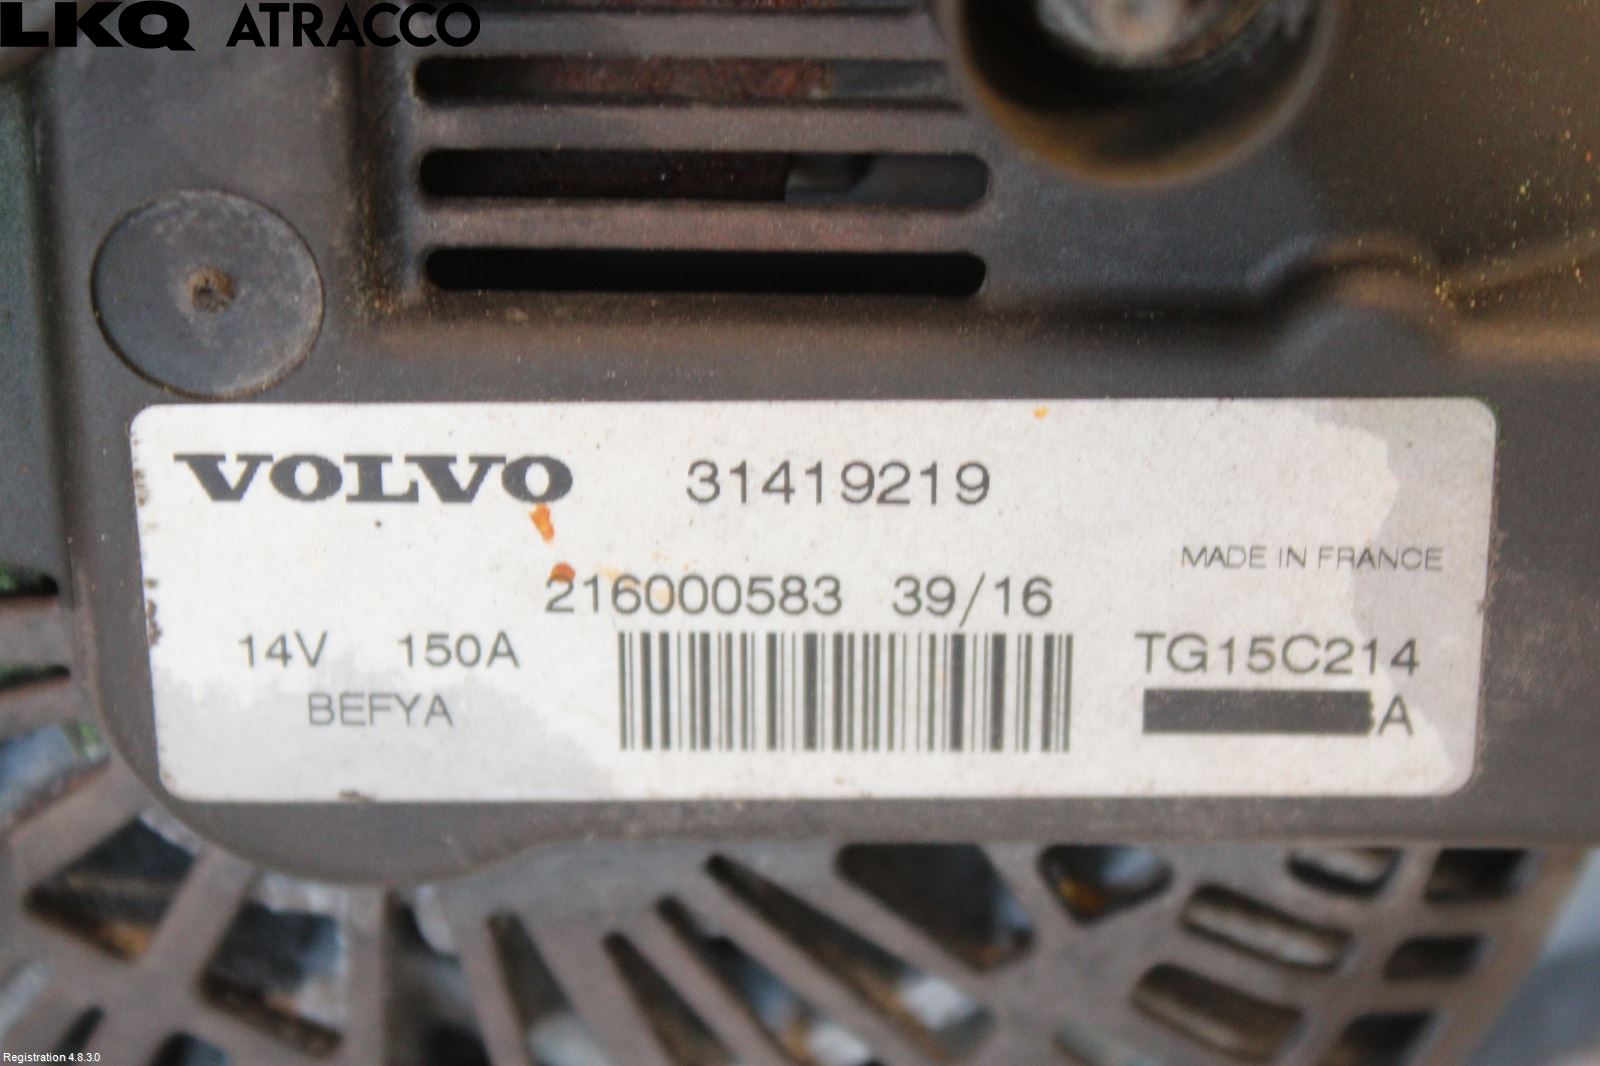 LKQ ATRACCO
VOLVO 31419219
MADE IN FRANCE
216000583 39/16
14V 150A
TG15C214
BEFYA
A
Registration 4.8.3.0